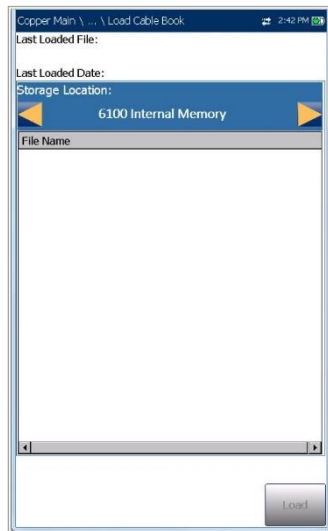 Copper Main \ ... \ Load Cable Book 2:42 PM
Last Loaded File:
Last Loaded Date:
Storage Location:
6100 Internal Memory
File Name
Load